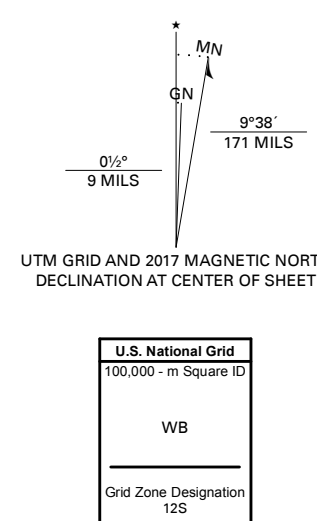 ★
MN
GN
9°38´
171 MILS
0½°
9 MILS
UTM GRID AND 2017 MAGNETIC NORT
DECLINATION AT CENTER OF SHEET
U.S. National Grid
100,000 - m Square ID
WB
Grid Zone Designation
12S